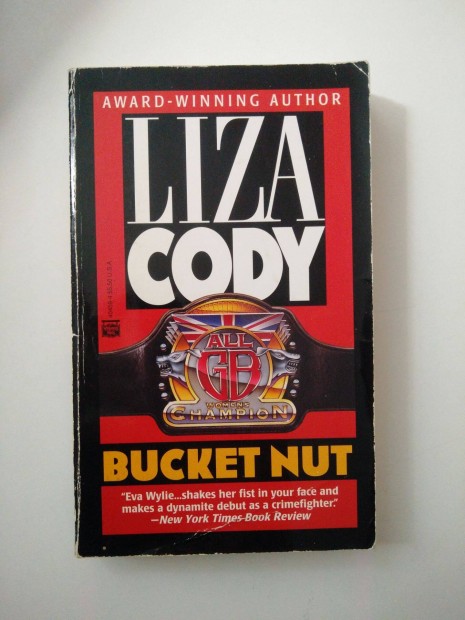 AWARD-WINNING AUTHOR
LIZA
CODY
ALL
GB
WOMENS
CHAMPION
BUCKET NUT
"Eva Wylie...shakes her fist in your face and
makes a dynamite debut as a crimefighter."
—New York Times Book Review